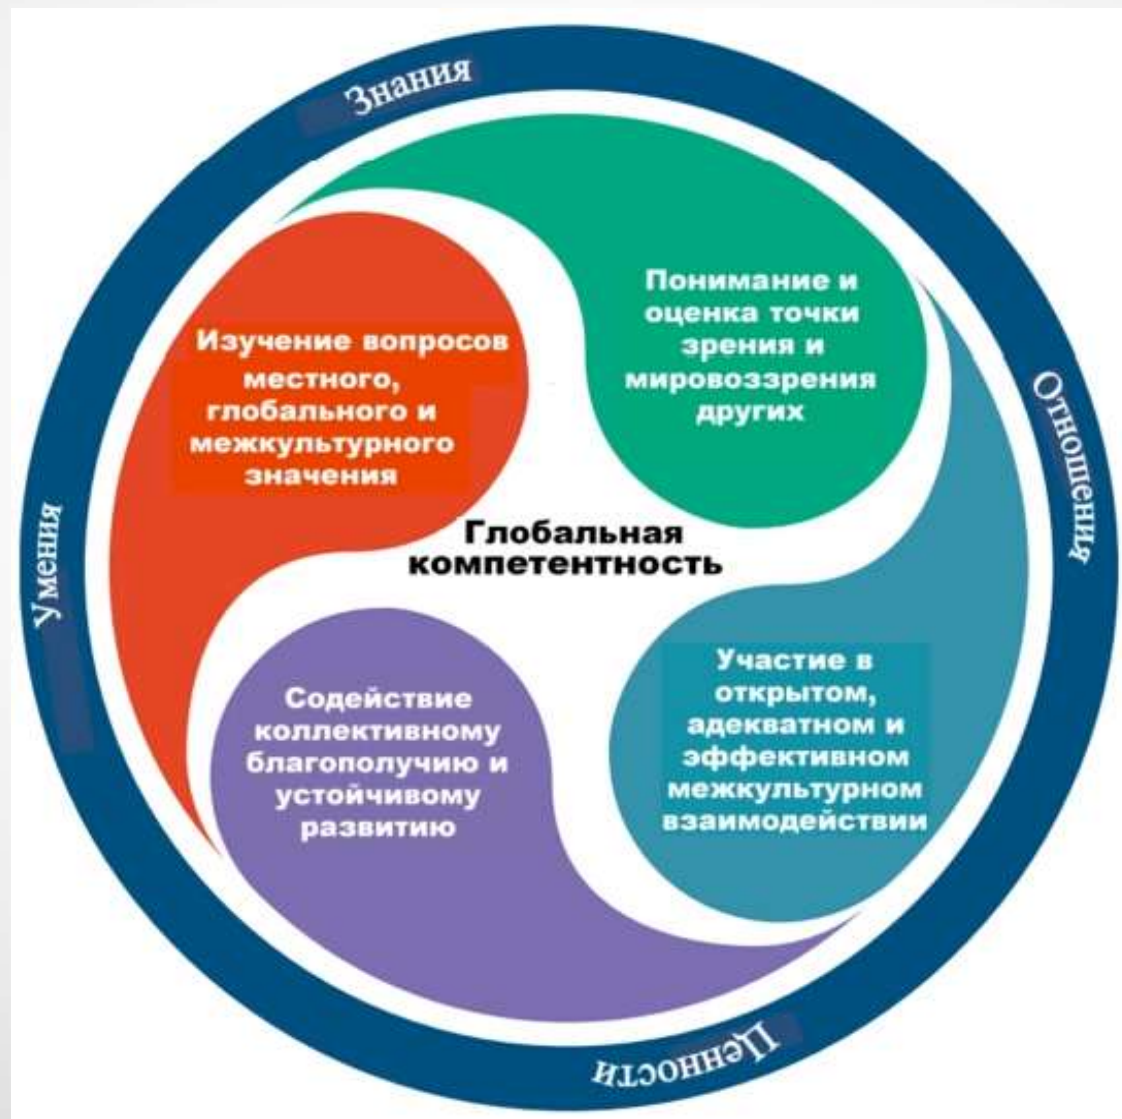 Знания
Понимание и
оценка точки
зрения и
мировоззрения
других
Изучение вопросов
местного,
глобального и
межкультурного
значения
Отношения
Умения
Глобальная
компетентность
Содействие
коллективному
благополучию и
устойчивому
развитию
Участие в
открытом,
адекватном и
эффективном
межкультурном
взаимодействии
Ценности